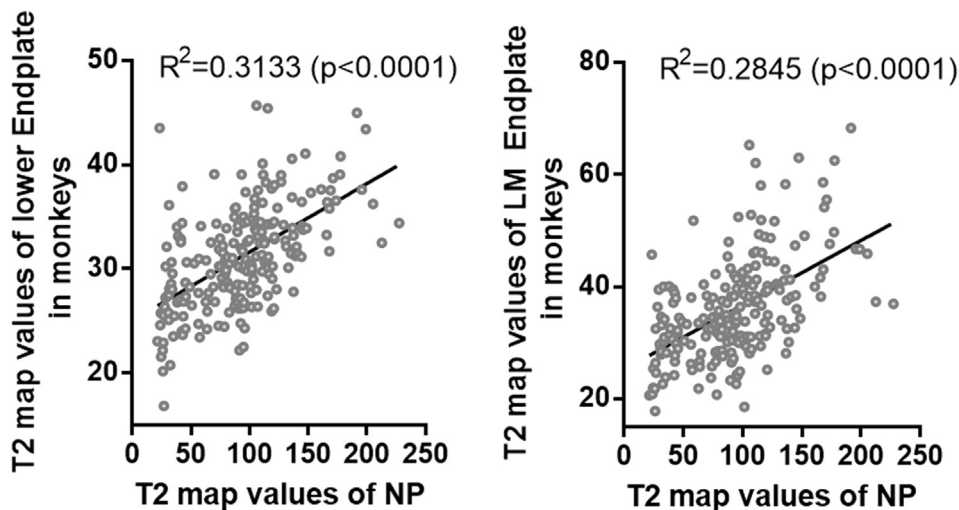 T2 map values of lower Endplate
in monkeys
R2=0.3133 (p<0.0001)
50
40
30
20
0 50 100 150 200 250
T2 map values of NP
T2 map values of LM Endplate
in monkeys
R2=0.2845 (p<0.0001)
80
60
40
20
0 50 100 150 200 250
T2 map values of NP